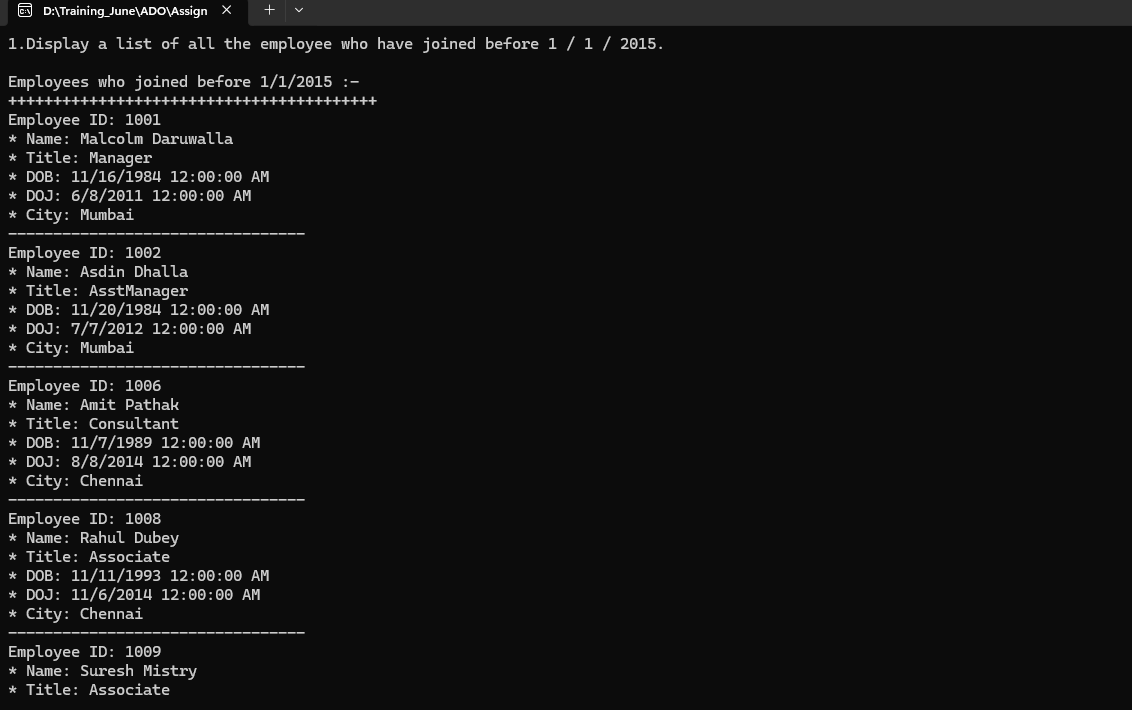 D:\Training_June\ADO\Assign
1.Display a list of all the employee who have joined before 1 / 1 / 2015.
Employees who joined before 1/1/2015 :-
+++++++++++++++++++++++++++++++++++++++++
Employee ID: 1001
* Name: Malcolm Daruwalla
* Title: Manager
* DOB: 11/16/1984 12:00:00 AM
* DOJ: 6/8/2011 12:00:00 AM
* City: Mumbai
---------------------------------
Employee ID: 1002
* Name: Asdin Dhalla
* Title: AsstManager
* DOB: 11/20/1984 12:00:00 AM
* DOJ: 7/7/2012 12:00:00 AM
* City: Mumbai
---------------------------------
Employee ID: 1006
* Name: Amit Pathak
* Title: Consultant
* DOB: 11/7/1989 12:00:00 AM
* DOJ: 8/8/2014 12:00:00 AM
* City: Chennai
---------------------------------
Employee ID: 1008
* Name: Rahul Dubey
* Title: Associate
* DOB: 11/11/1993 12:00:00 AM
* DOJ: 11/6/2014 12:00:00 AM
* City: Chennai
---------------------------------
Employee ID: 1009
* Name: Suresh Mistry
* Title: Associate